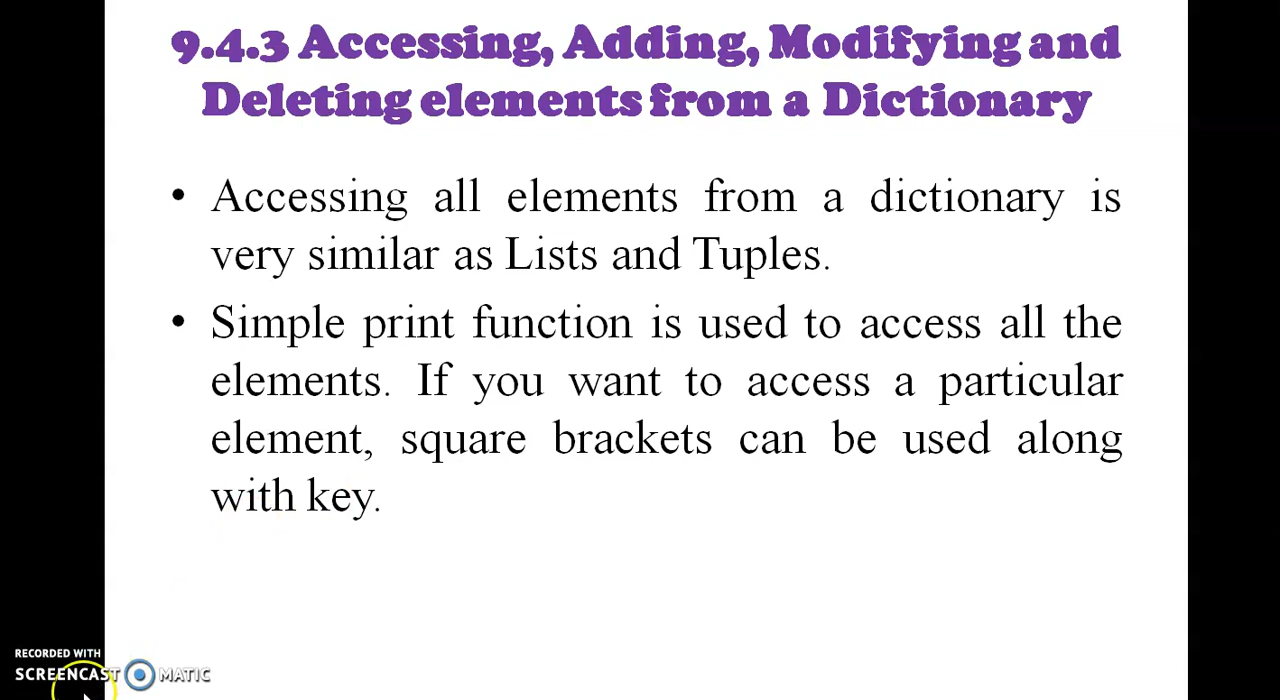 9.4.3 Accessing, Adding, Modifying and
Deleting elements from a Dictionary
• Accessing all elements from a dictionary is
very similar as Lists and Tuples.
• Simple print function is used to access all the
elements. If you want to access a particular
element, square brackets can be used along
with key.
RECORDED WITH
SCREENCAST MATIC